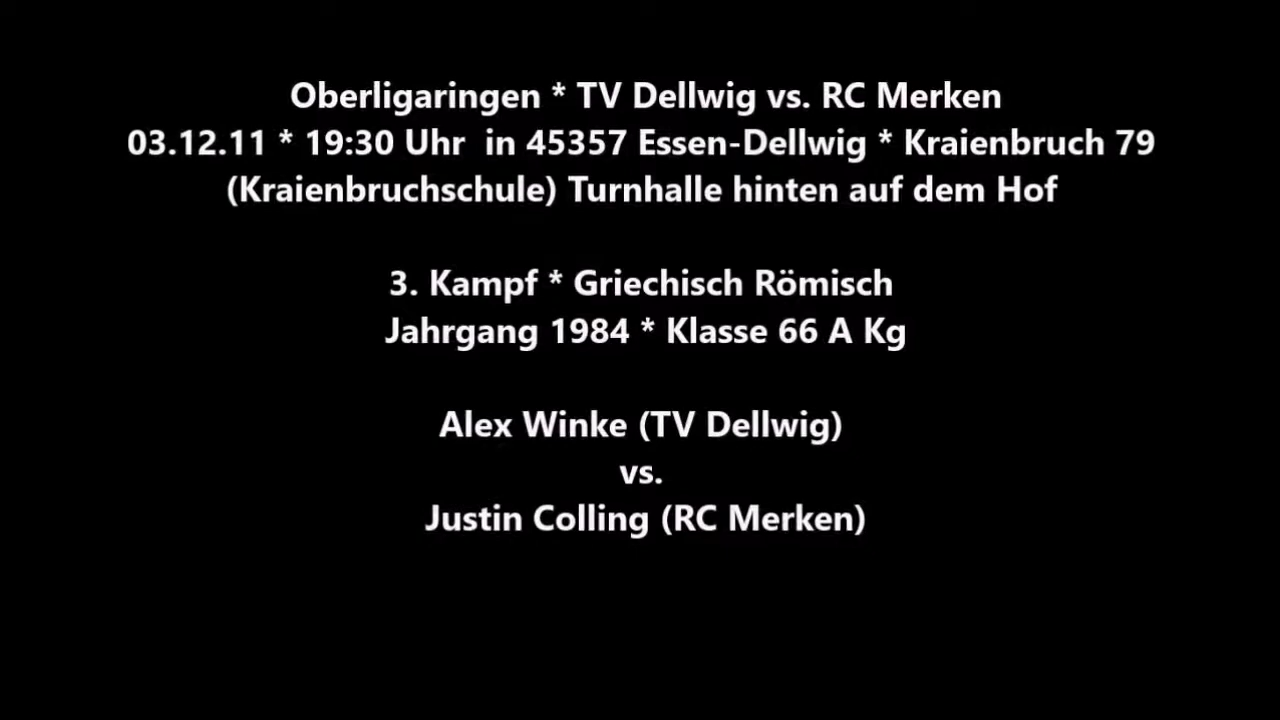 Oberligaringen * TV Dellwig vs. RC Merken
03.12.11 * 19:30 Uhr in 45357 Essen-Dellwig * Kraienbruch 79
(Kraienbruchschule) Turnhalle hinten auf dem Hof
3. Kampf * Griechisch Römisch
Jahrgang 1984 * Klasse 66 A Kg
Alex Winke (TV Dellwig)
vs.
Justin Colling (RC Merken)